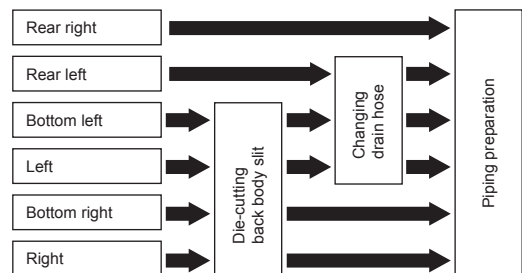 Rear right
Rear left
Bottom left
Left
Bottom right
Right
Die-cutting
back body slit
Changing
drain hose
Piping preparation